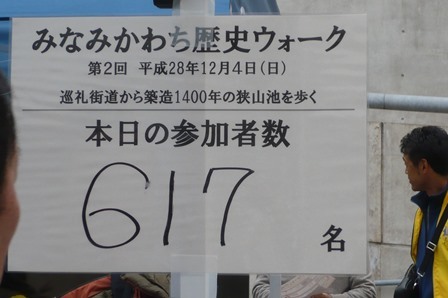 みなみかわち歴史ウォーク
第2回 平成28年12月4日(日)
巡礼街道から築造1400年の狭山池を歩く
本日の参加者数
617
名